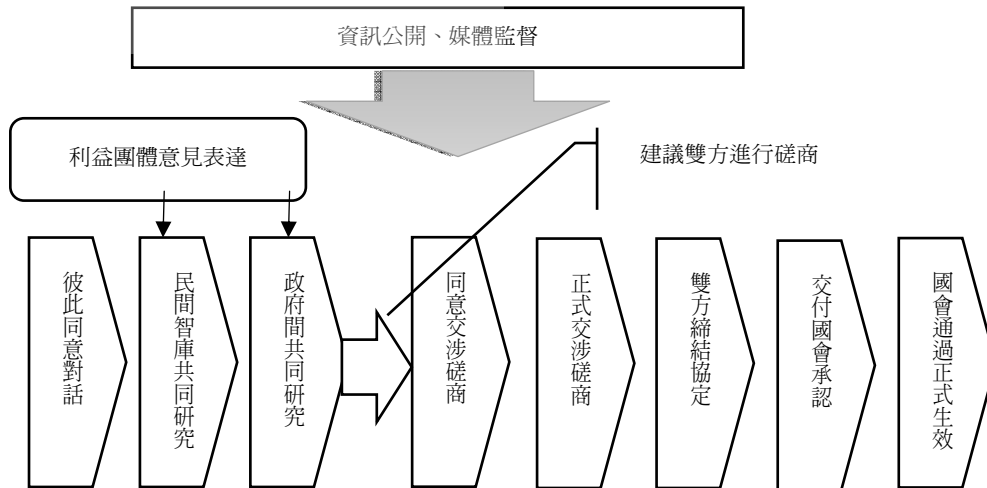 資訊公開、媒體監督
利益團體意見表達
建議雙方進行磋商
彼此同意對話
民間智庫共同研究
政府間共同研究
同意交涉磋商
正式交涉磋商
雙方締結協定
交付國會承認
國會通過正式生效